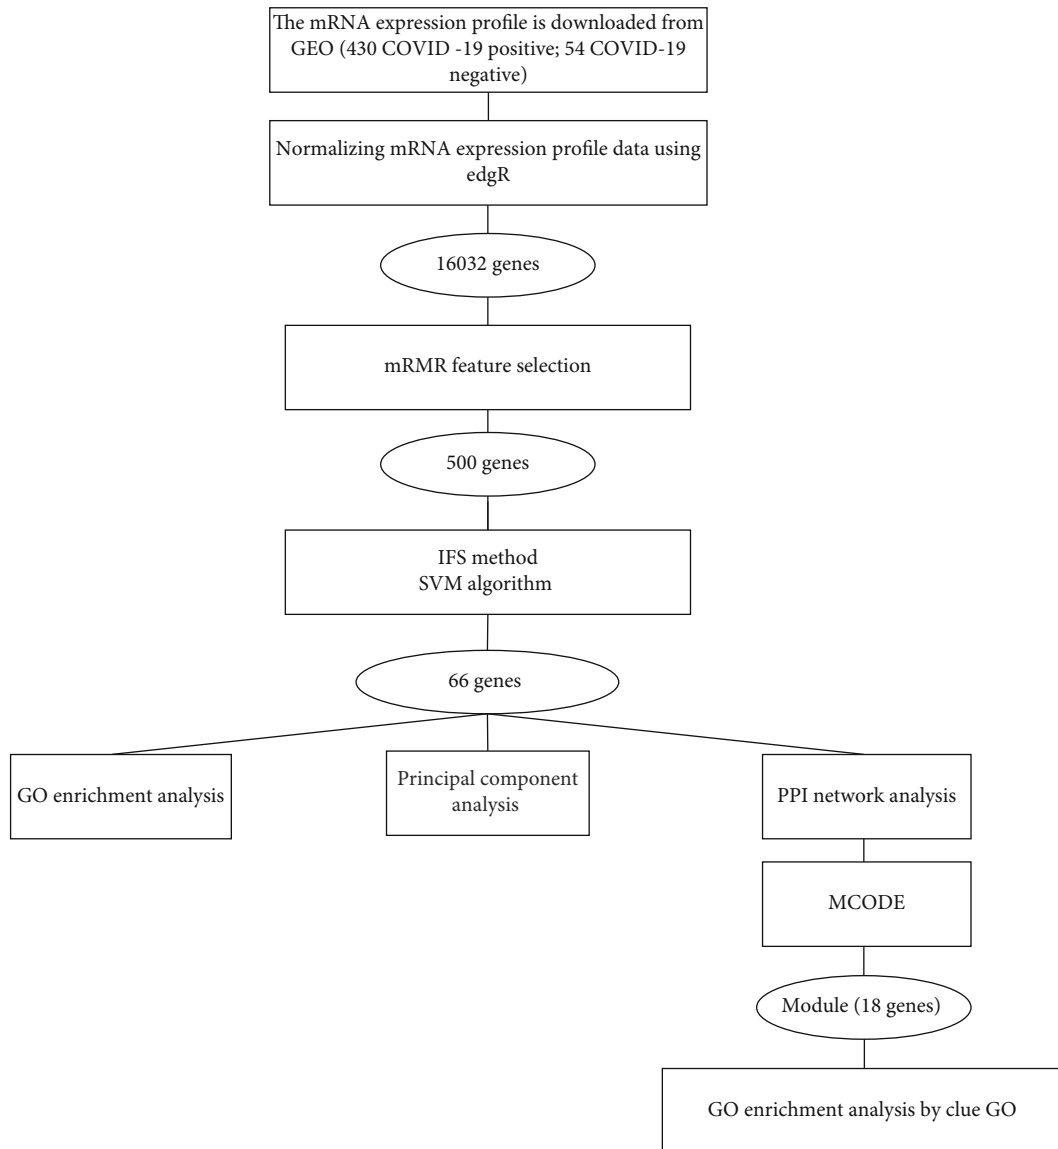 The mRNA expression profile is downloaded from
GEO (430 COVID -19 positive; 54 COVID-19
negative)
Normalizing mRNA expression profile data using
edgR
16032 genes
mRMR feature selection
500 genes
IFS method
SVM algorithm
66 genes
GO enrichment analysis
Principal component
analysis
PPI network analysis
MCODE
Module (18 genes)
GO enrichment analysis by clue GO